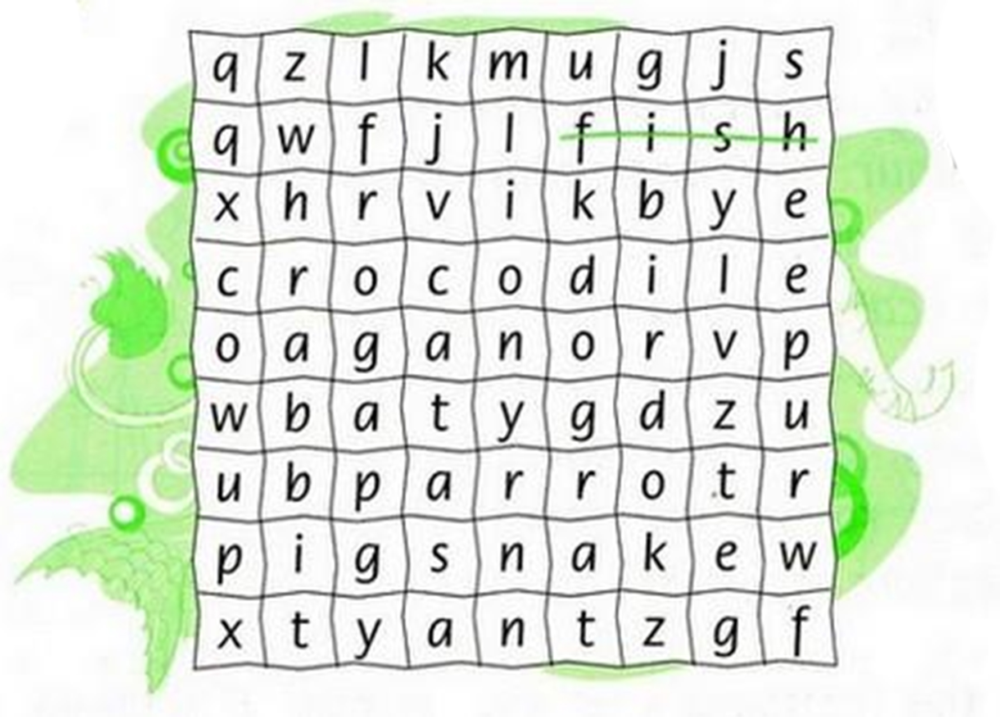 q z l k m u g j s
q w f j l f i s h
x h r v i k b y e
c r o c o d i l e
o a g a n o r v p
w b a t y g d z u
u b p a r r o t r
p i g s n a k e w
x t y a n t z g f